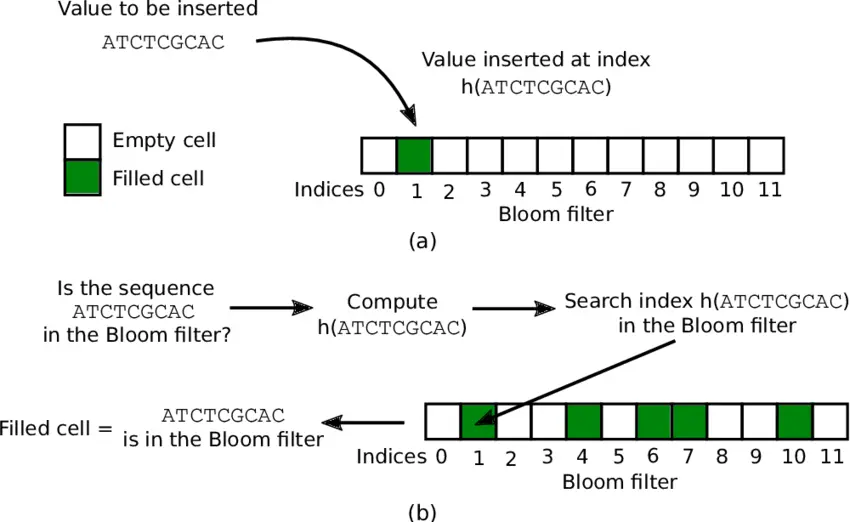 Value to be inserted
ATCTCGCAC
Value inserted at index
h(ATCTCGCAC)
Empty cell
Filled cell
Indices 0 1 2 3 4 5 6 7 8 9 10 11
Bloom filter
(a)
Is the sequence
ATCTCGCAC
in the Bloom filter?
Compute
h(ATCTCGCAC)
Search index h(ATCTCGCAC)
in the Bloom filter
Filled cell =
ATCTCGCAC
is in the Bloom filter
Indices 0 1 2 3 4 5 6 7 8 9 10 11
Bloom filter
(b)